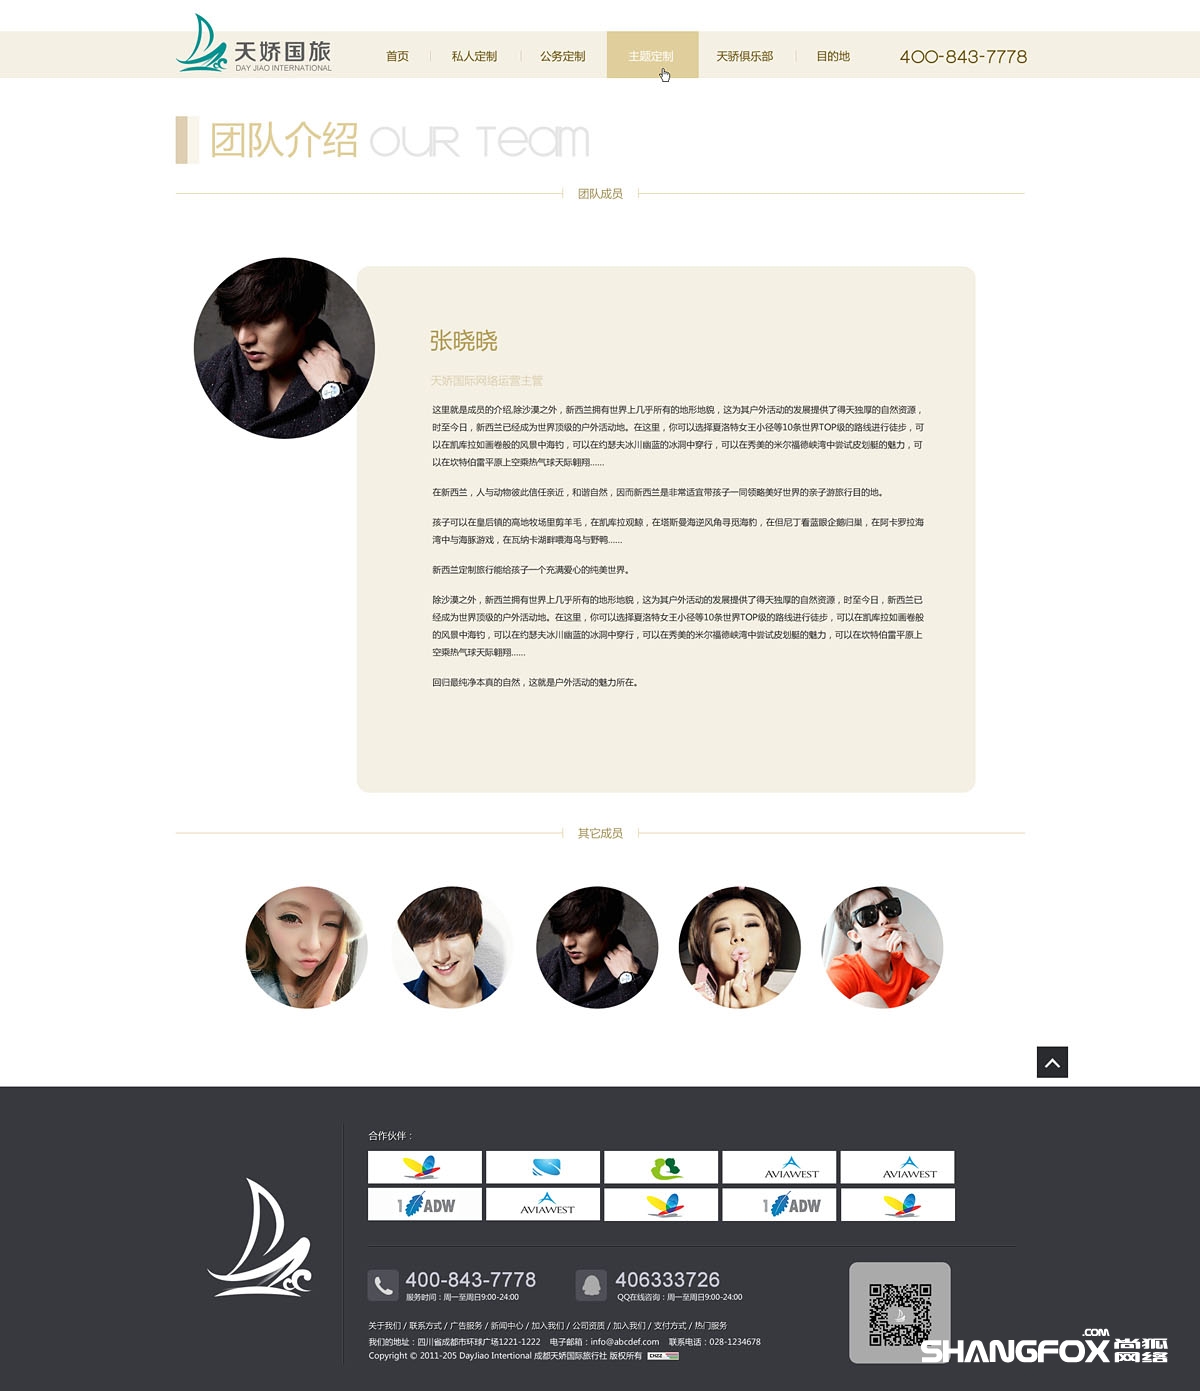 天娇国旅
DAY JIAO INTERNATIONAL
首页
私人定制
公务定制
主题定制
天骄俱乐部
目的地
400-843-7778
团队介绍 OUR Team
团队成员
张晓晓
天娇国际网络运营主管
这里就是成员的介绍,除沙漠之外，新西兰拥有世界上几乎所有的地形地貌，这为其户外活动的发展提供了得天独厚的自然资源，
时至今日，新西兰已经成为世界顶级的户外活动地。在这里，你可以选择夏洛特女王小径等10条世界TOP级的路线进行徒步，可
以在凯库拉如画卷般的风景中海钓，可以在约瑟夫冰川幽蓝的冰洞中穿行，可以在秀美的米尔福德峡湾中尝试皮划艇的魅力，可
以在坎特伯雷平原上空乘热气球天际翱翔……
在新西兰，人与动物彼此信任亲近，和谐自然，因而新西兰是非常适宜带孩子一同领略美好世界的亲子游旅行目的地。
孩子可以在皇后镇的高地牧场里剪羊毛，在凯库拉观鲸，在塔斯曼海逆风角寻觅海豹，在但尼丁看蓝眼企鹅归巢，在阿卡罗拉海
湾中与海豚游戏，在瓦纳卡湖畔喂海鸟与野鸭……
新西兰定制旅行能给孩子一个充满爱心的纯美世界。
除沙漠之外，新西兰拥有世界上几乎所有的地形地貌，这为其户外活动的发展提供了得天独厚的自然资源，时至今日，新西兰已
经成为世界顶级的户外活动地。在这里，你可以选择夏洛特女王小径等10条世界TOP级的路线进行徒步，可以在凯库拉如画卷般
的风景中海钓，可以在约瑟夫冰川幽蓝的冰洞中穿行，可以在秀美的米尔福德峡湾中尝试皮划艇的魅力，可以在坎特伯雷平原上
空乘热气球天际翱翔……
回归最纯净本真的自然，这就是户外活动的魅力所在。
其它成员
合作伙伴：
AVIAWEST
AVIAWEST
1 ADW
AVIAWEST
1 ADW
400-843-7778
服务时间：周一至周日9:00-24:00
406333726
QQ在线咨询：周一至周日9:00-24:00
关于我们 / 联系方式 / 广告服务 / 新闻中心 / 加入我们 / 公司资质 / 加入我们 / 支付方式 / 热门服务
我们的地址：四川省成都市环球广场1221-1222 电子邮箱：info@abcdef.com 联系电话：028-1234678
Copyright © 2011-205 DayJiao Intertional 成都天娇国际旅行社 版权所有 CNZZ
SHANGFOX.COM 尚狐网络